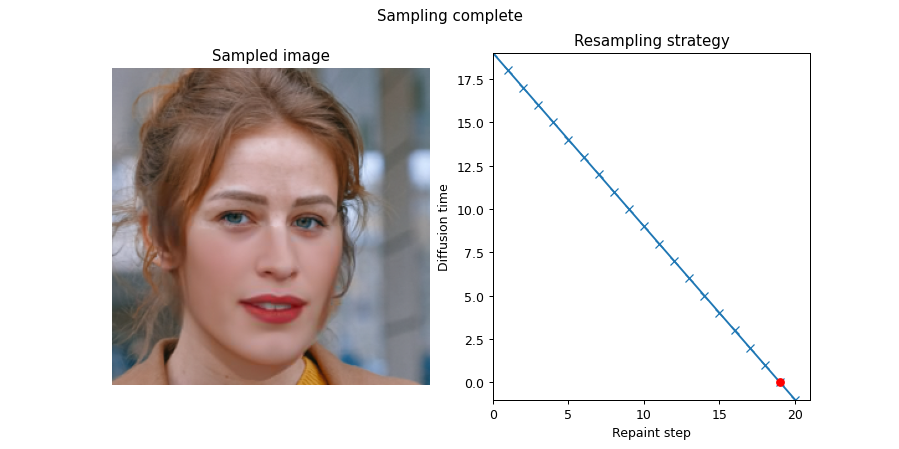 Sampling complete
Sampled image
Resampling strategy
Diffusion time
17.5
15.0
12.5
10.0
7.5
5.0
2.5
0.0
0 5 10 15 20
Repaint step